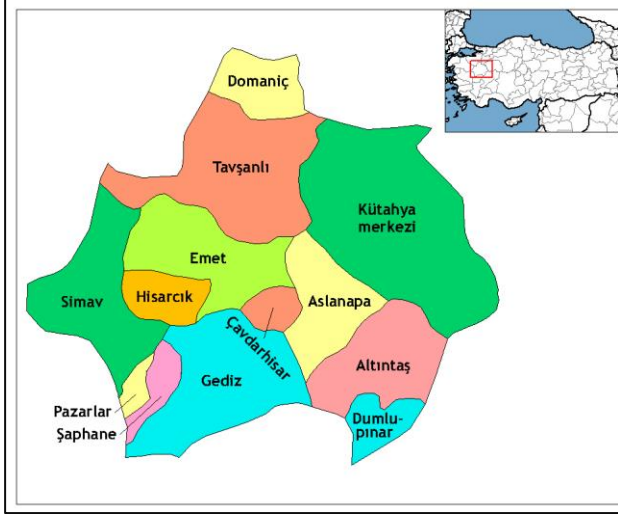 Domaniç
Tavşanlı
Kütahya
merkezi
Emet
Simav
Hisarcık
Aslanapa
Çavdarhisar
Altıntaş
Gediz
Pazarlar
Şaphane
Dumlu-
pınar